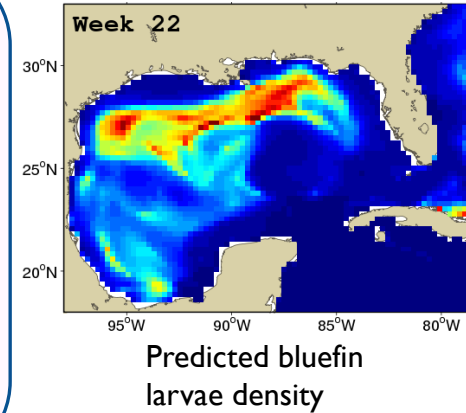 Week 22
30°N
25°N
20°N
95°W 90°W 85°W 80°W
Predicted bluefin
larvae density